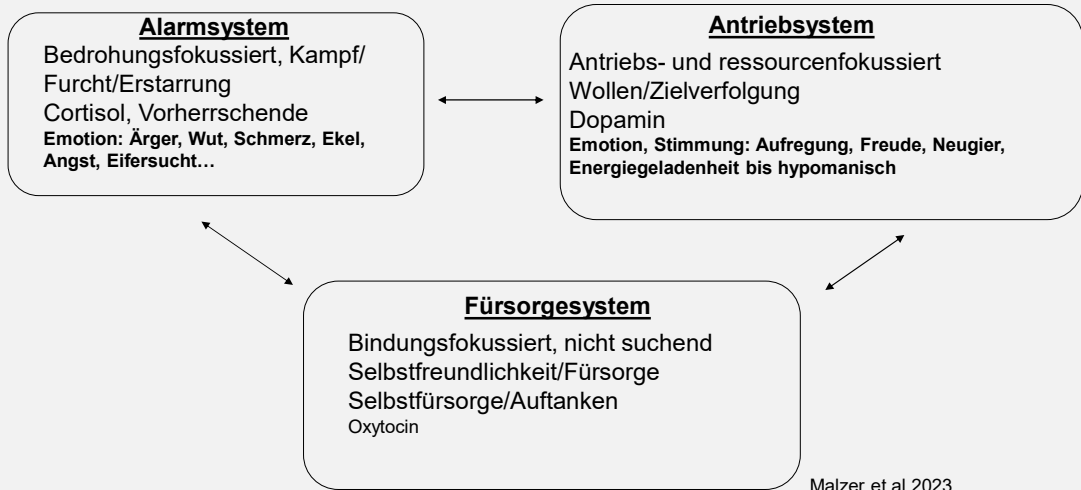 Alarmsystem
Bedrohungsfokussiert, Kampf/
Furcht/Erstarrung
Cortisol, Vorherrschende
Emotion: Ärger, Wut, Schmerz, Ekel,
Angst, Eifersucht…
Antriebsystem
Antriebs- und ressourcenfokussiert
Wollen/Zielverfolgung
Dopamin
Emotion, Stimmung: Aufregung, Freude, Neugier,
Energiegeladenheit bis hypomanisch
Fürsorgesystem
Bindungsfokussiert, nicht suchend
Selbstfreundlichkeit/Fürsorge
Selbstfürsorge/Auftanken
Oxytocin
Malzer et al 2023